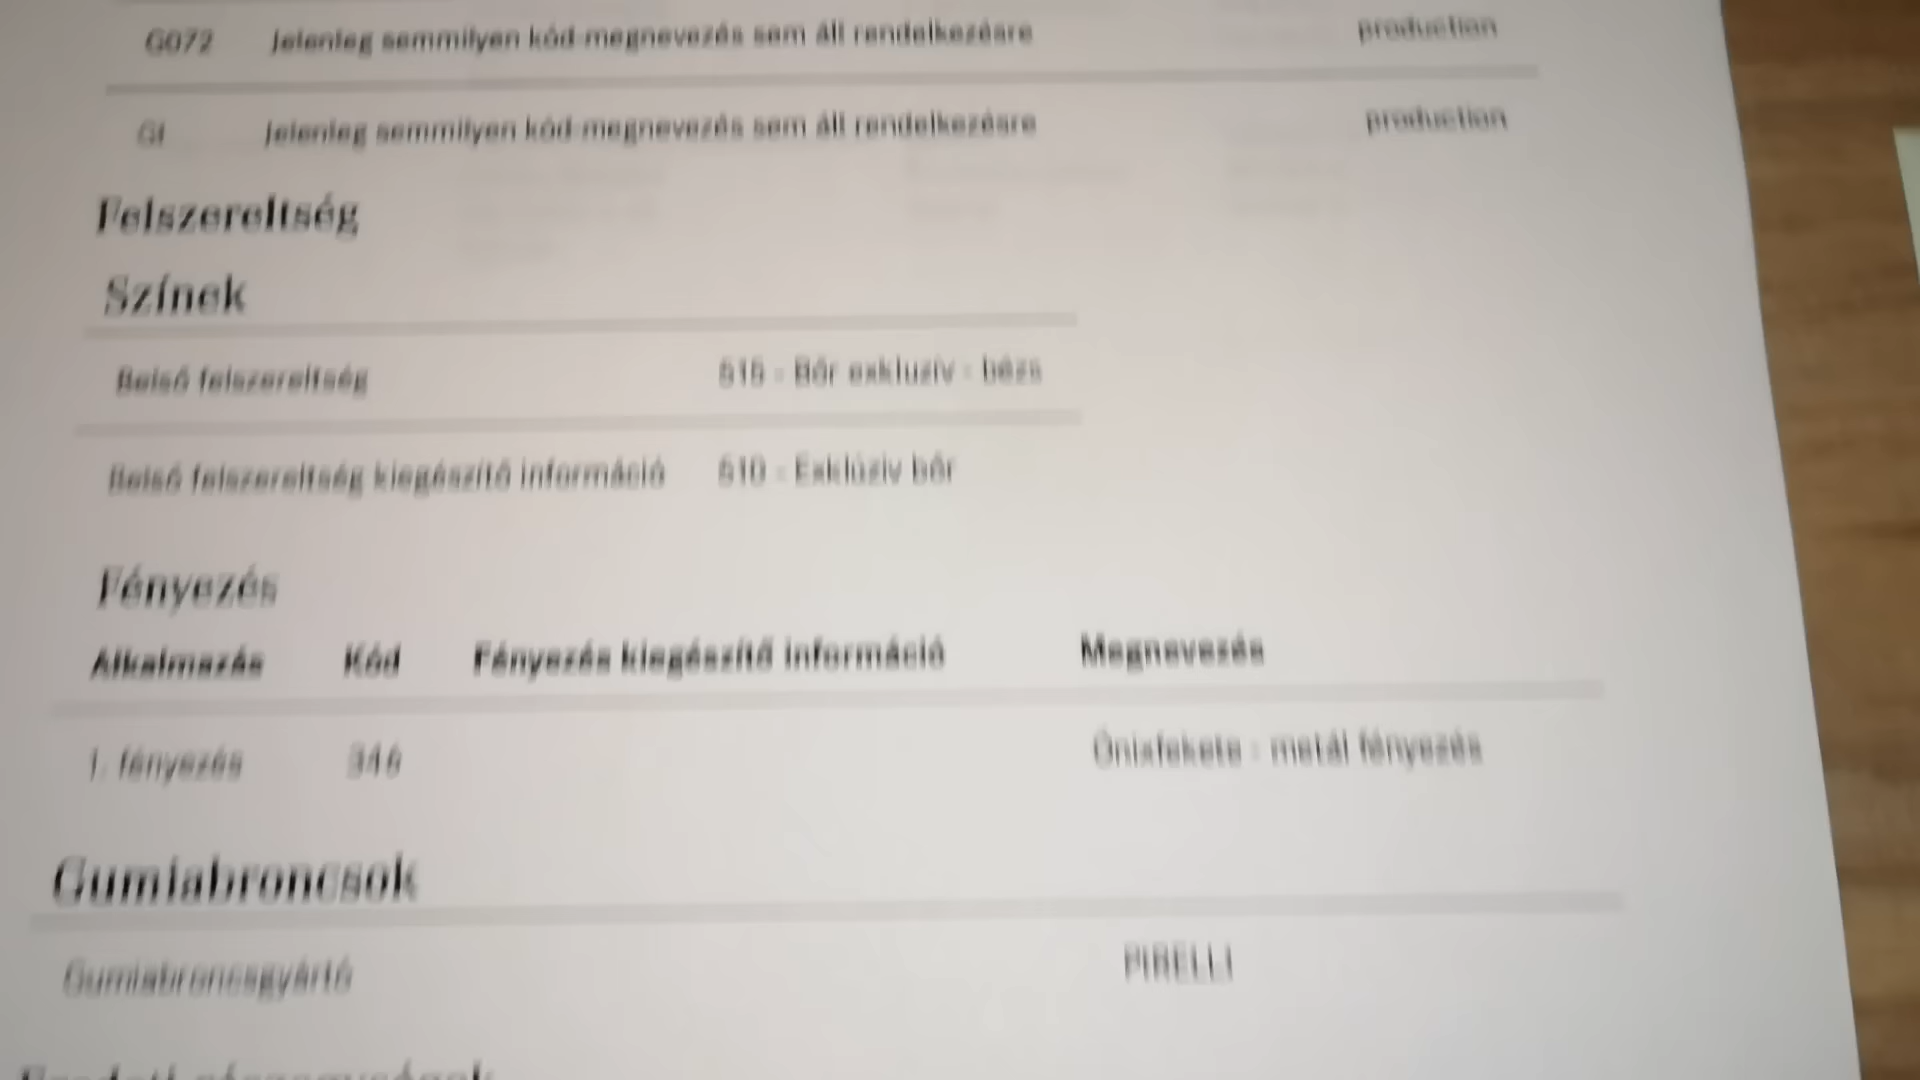 G072 Jelenleg semmilyen kód-megnevezés sem áll rendelkezésre production
GI Jelenleg semmilyen kód-megnevezés sem áll rendelkezésre production
Felszereltség
Színek
Belső felszereltség 515 - Bőr exkluzív - bézs
Belső felszereltség kiegészítő információ 510 - Exklúzív bőr
Fényezés
Alkalmazás Kód Fényezés kiegészítő információ Megnevezés
1. fényezés 346 Ónixfekete - metál fényezés
Gumiabroncsok
Gumiabroncsgyártó PIRELLI